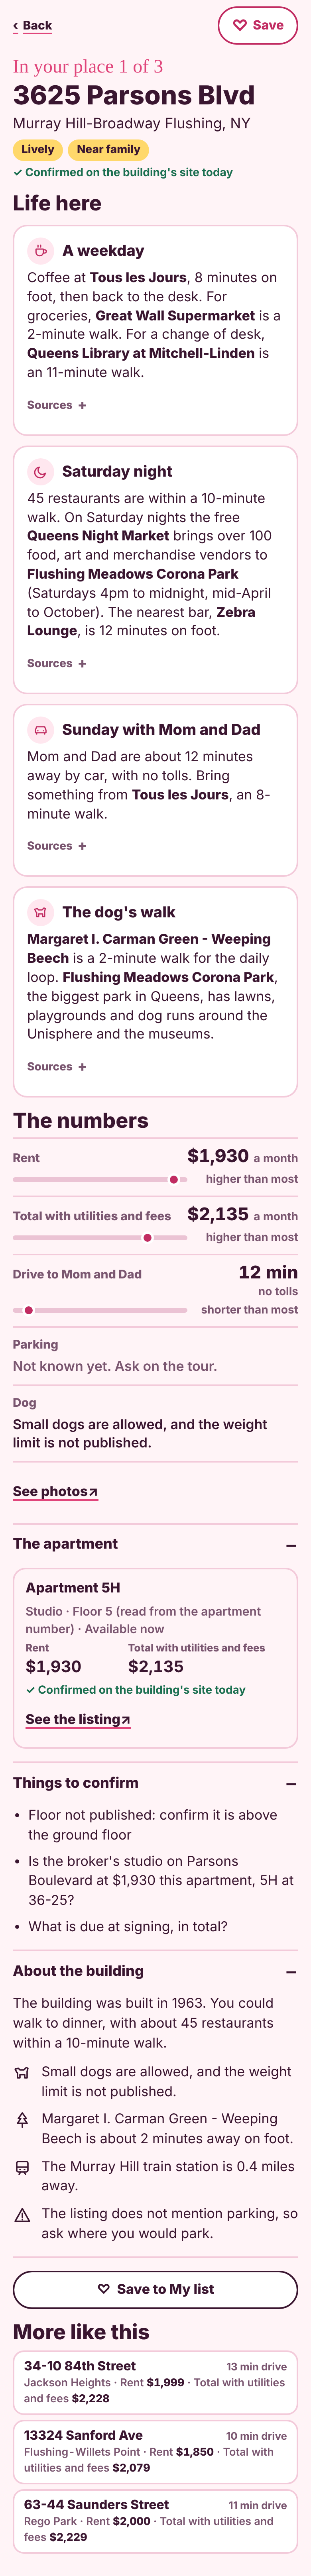 ‹ Back
Save
In your place 1 of 3
3625 Parsons Blvd
Murray Hill-Broadway Flushing, NY
Lively
Near family
✓ Confirmed on the building's site today
Life here
A weekday
Coffee at Tous les Jours, 8 minutes on
foot, then back to the desk. For
groceries, Great Wall Supermarket is a
2-minute walk. For a change of desk,
Queens Library at Mitchell-Linden is
an 11-minute walk.
Sources +
Saturday night
45 restaurants are within a 10-minute
walk. On Saturday nights the free
Queens Night Market brings over 100
food, art and merchandise vendors to
Flushing Meadows Corona Park
(Saturdays 4pm to midnight, mid-April
to October). The nearest bar, Zebra
Lounge, is 12 minutes on foot.
Sources +
Sunday with Mom and Dad
Mom and Dad are about 12 minutes
away by car, with no tolls. Bring
something from Tous les Jours, an 8-
minute walk.
Sources +
The dog's walk
Margaret I. Carman Green - Weeping
Beech is a 2-minute walk for the daily
loop. Flushing Meadows Corona Park,
the biggest park in Queens, has lawns,
playgrounds and dog runs around the
Unisphere and the museums.
Sources +
The numbers
Rent $1,930 a month
higher than most
Total with utilities and fees $2,135 a month
higher than most
Drive to Mom and Dad 12 min
no tolls
shorter than most
Parking
Not known yet. Ask on the tour.
Dog
Small dogs are allowed, and the weight
limit is not published.
See photos↗
The apartment –
Apartment 5H
Studio · Floor 5 (read from the apartment
number) · Available now
Rent Total with utilities and fees
$1,930 $2,135
✓ Confirmed on the building's site today
See the listing↗
Things to confirm –
• Floor not published: confirm it is above
the ground floor
• Is the broker's studio on Parsons
Boulevard at $1,930 this apartment, 5H at
36-25?
• What is due at signing, in total?
About the building –
The building was built in 1963. You could
walk to dinner, with about 45 restaurants
within a 10-minute walk.
Small dogs are allowed, and the weight
limit is not published.
Margaret I. Carman Green - Weeping
Beech is about 2 minutes away on foot.
The Murray Hill train station is 0.4 miles
away.
The listing does not mention parking, so
ask where you would park.
Save to My list
More like this
34-10 84th Street 13 min drive
Jackson Heights · Rent $1,999 · Total with utilities
and fees $2,228
13324 Sanford Ave 10 min drive
Flushing-Willets Point · Rent $1,850 · Total with
utilities and fees $2,079
63-44 Saunders Street 11 min drive
Rego Park · Rent $2,000 · Total with utilities and
fees $2,229